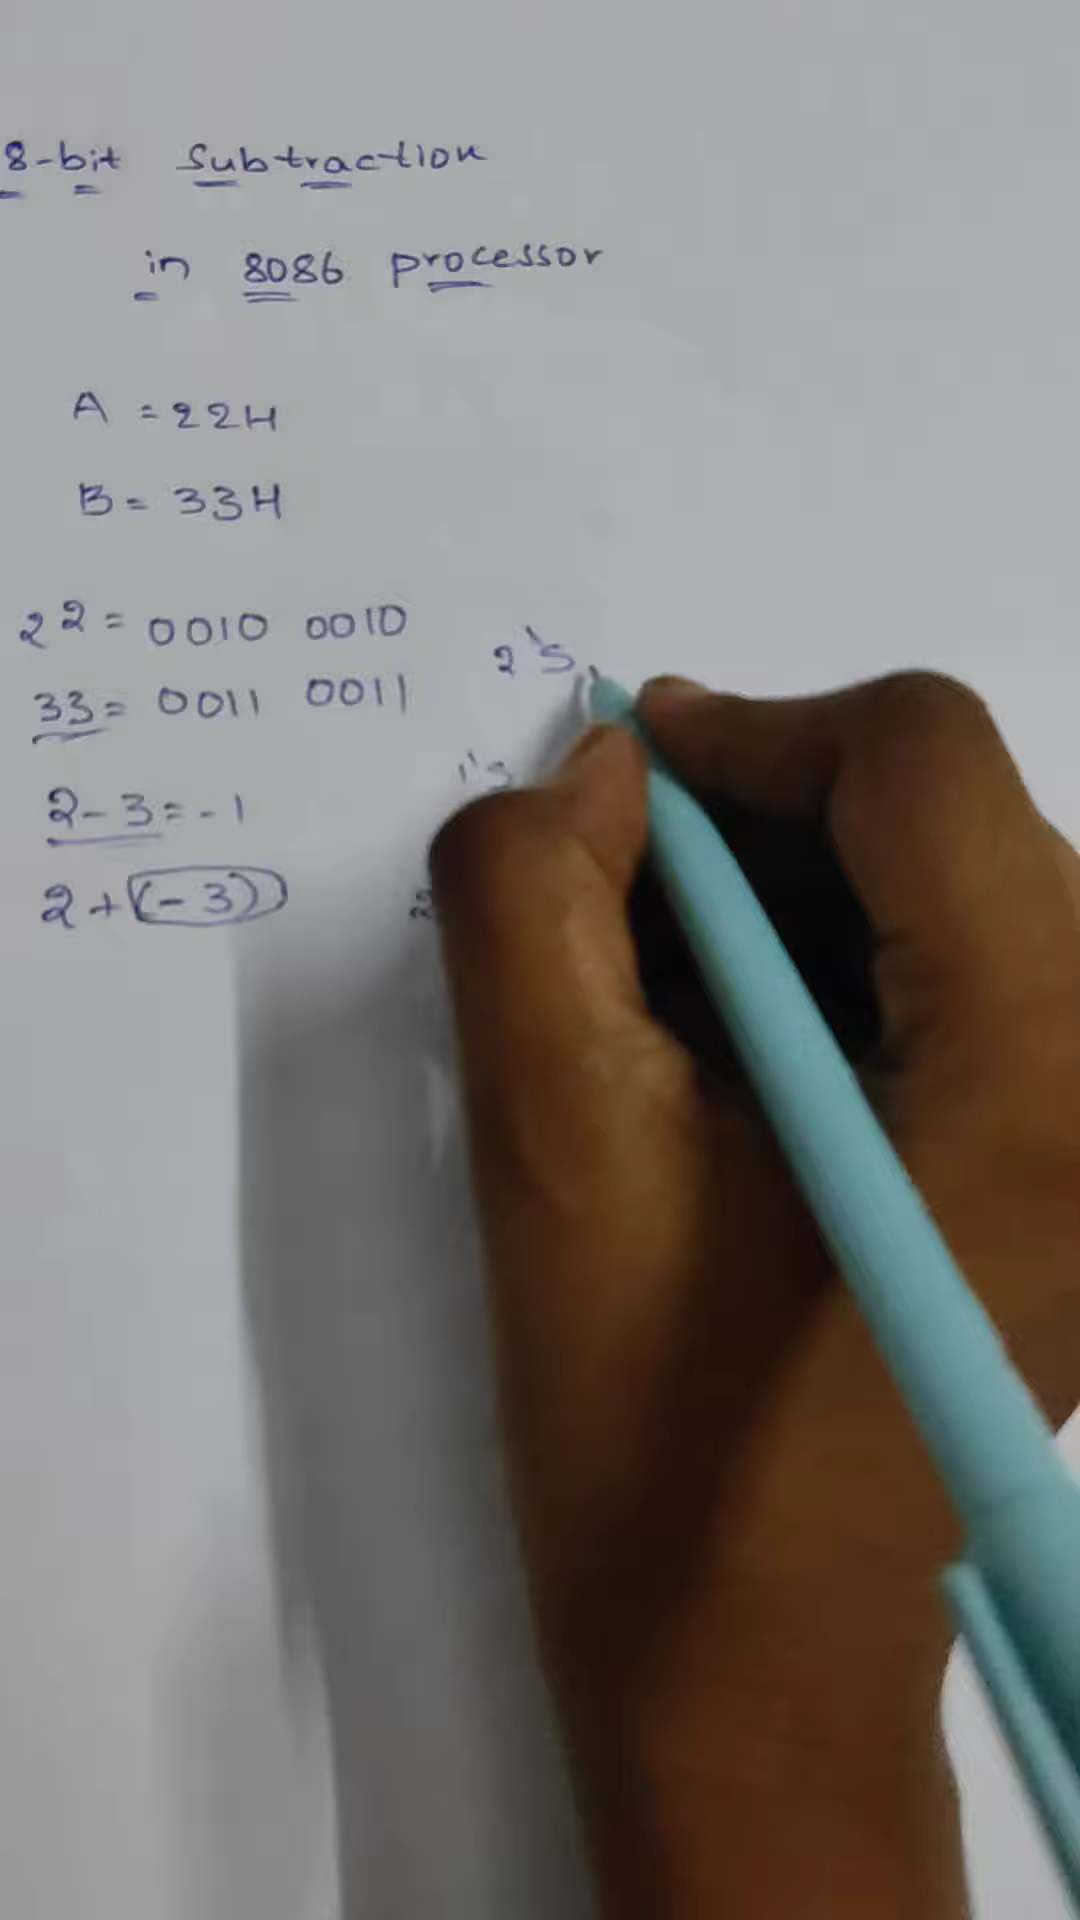 8-bit Subtraction
in 8086 processor
A = 22H
B = 33H
22 = 0010 0010
33 = 0011 0011
2's
1's
2 - 3 = - 1
2 + (- 3)